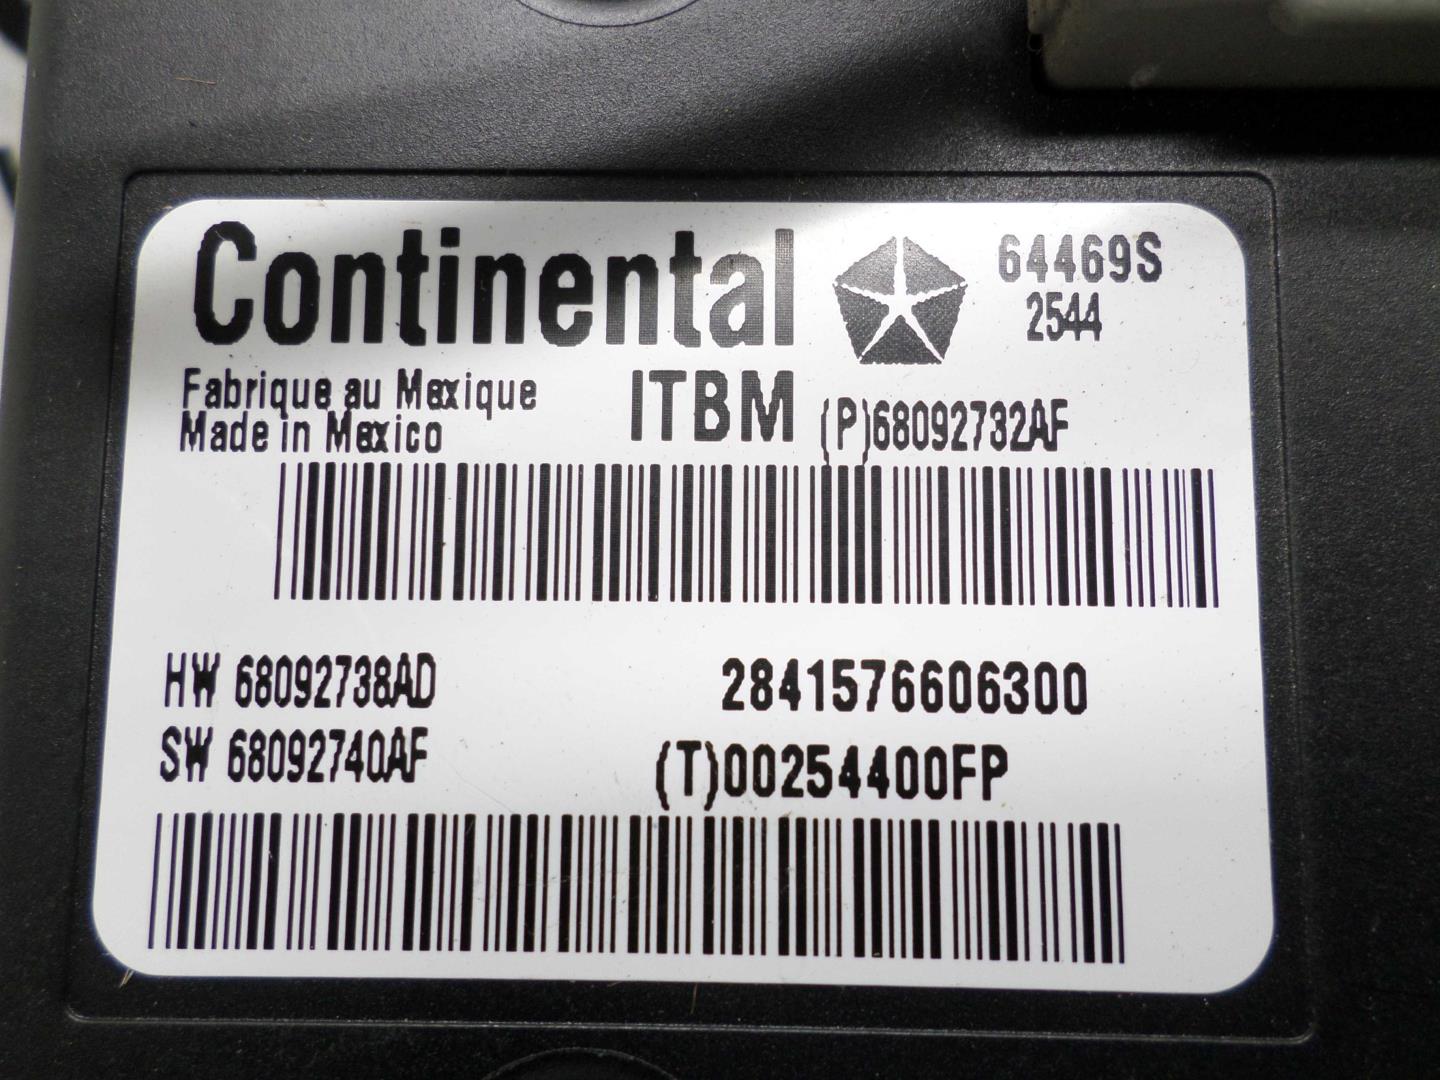 Continental
64469S
2544
Fabrique au Mexique
Made in Mexico
ITBM (P)68092732AF
HW 68092738AD 2841576606300
SW 68092740AF (T)00254400FP